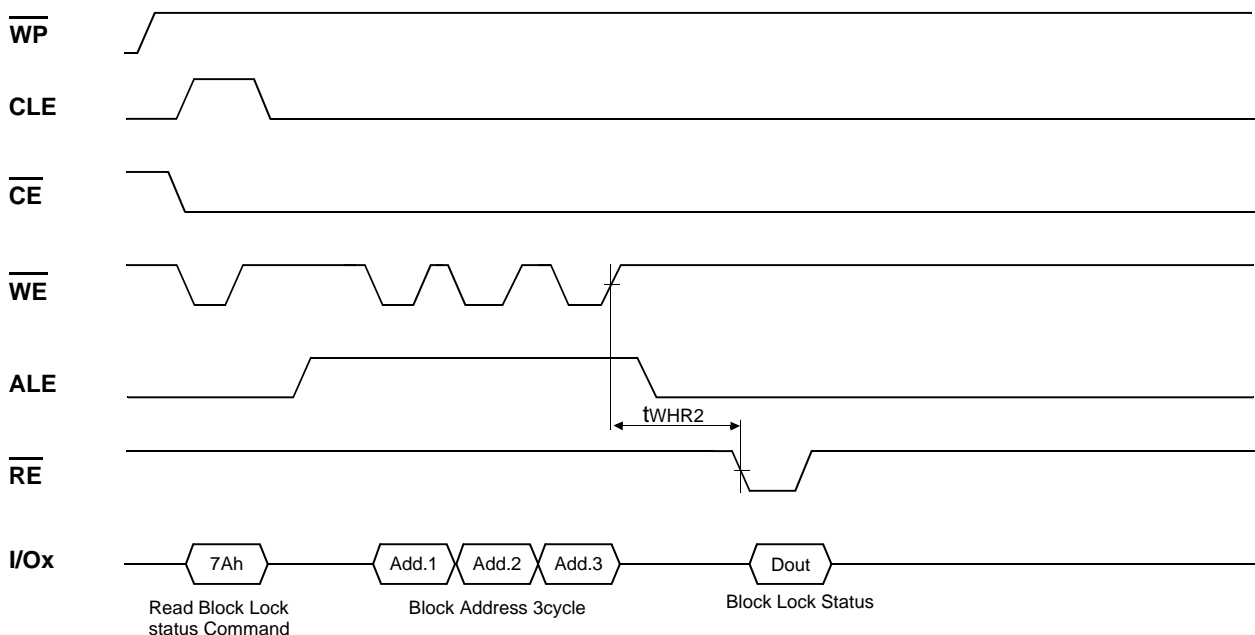 WP
CLE
CE
WE
ALE
tWHR2
RE
I/Ox
7Ah
Add.1
Add.2
Add.3
Dout
Read Block Lock
status Command
Block Address 3cycle
Block Lock Status